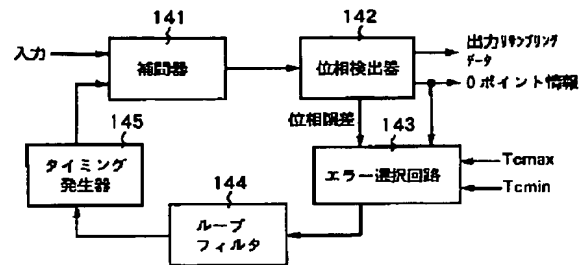 141
142
入力
補間器
位相検出器
出力リサンプリング
データ
0ポイント情報
位相誤差
143
145
タイミング
発生器
エラー選択回路
Tcmax
Tcmin
144
ループ
フィルタ